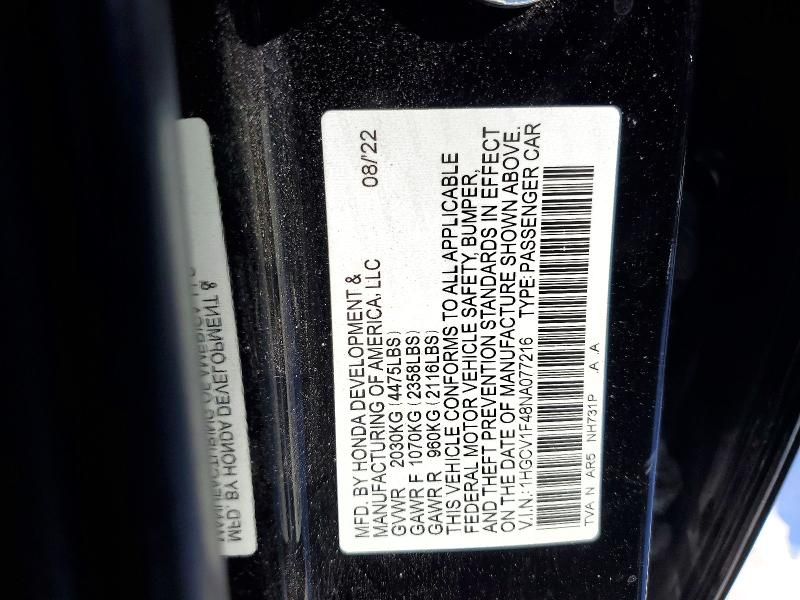 MFD. BY HONDA DEVELOPMENT &
MANUFACTURING OF AMERICA, LLC 08/'22
GVWR 2030KG (4475LBS)
GAWR F 1070KG (2358LBS)
GAWR R 960KG (2116LBS)
THIS VEHICLE CONFORMS TO ALL APPLICABLE
FEDERAL MOTOR VEHICLE SAFETY, BUMPER,
AND THEFT PREVENTION STANDARDS IN EFFECT
ON THE DATE OF MANUFACTURE SHOWN ABOVE.
V.I.N.: 1HGCV1F48NA077216 TYPE: PASSENGER CAR
TVA N AR5 NH731P A A
MFD. BY HONDA DEVELOPMENT &